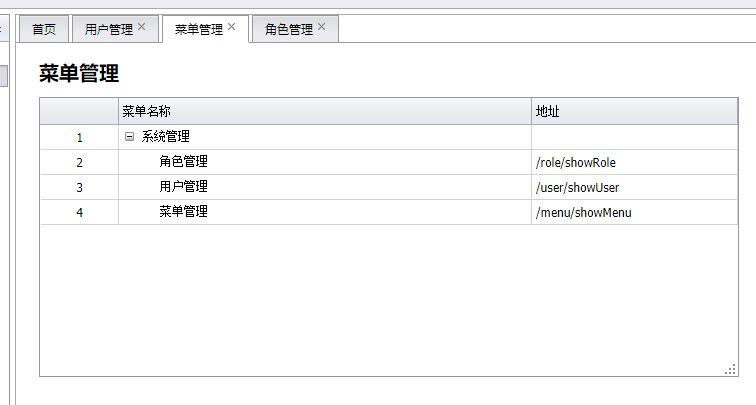 首页 用户管理 菜单管理 角色管理
菜单管理
菜单名称 地址
1 系统管理
2 角色管理 /role/showRole
3 用户管理 /user/showUser
4 菜单管理 /menu/showMenu